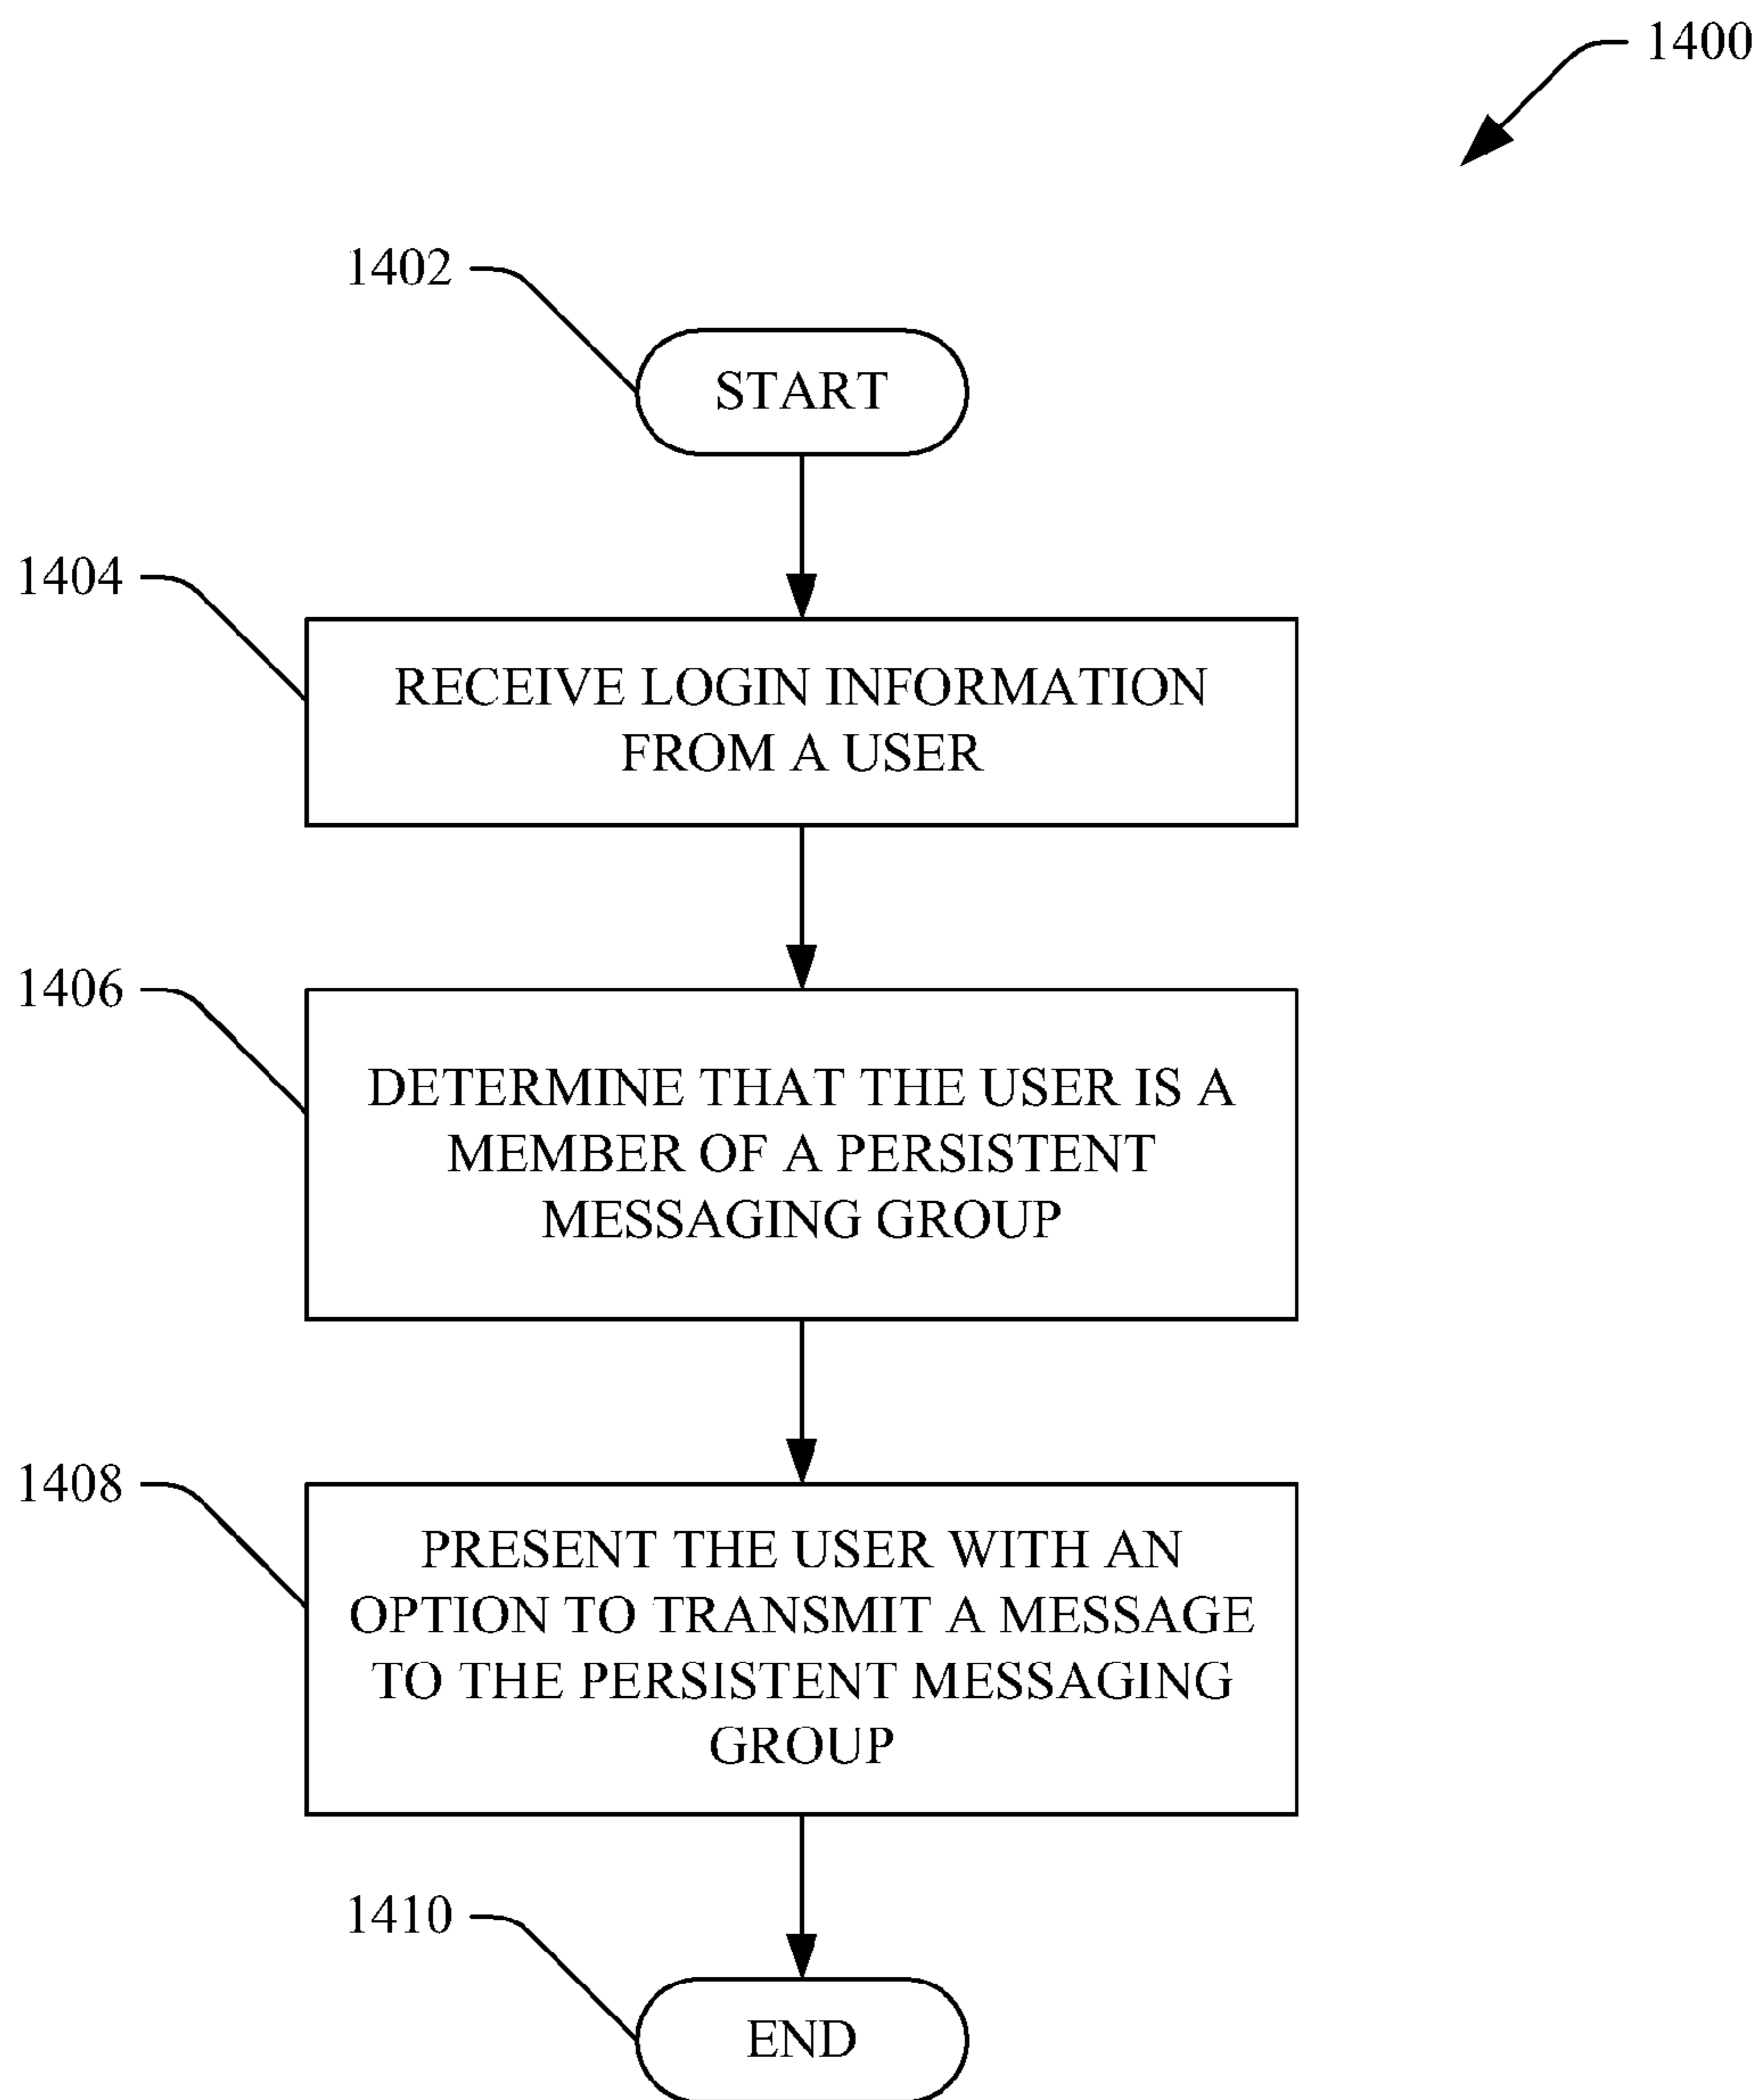 1400
1402
START
1404
RECEIVE LOGIN INFORMATION
FROM A USER
1406
DETERMINE THAT THE USER IS A
MEMBER OF A PERSISTENT
MESSAGING GROUP
1408
PRESENT THE USER WITH AN
OPTION TO TRANSMIT A MESSAGE
TO THE PERSISTENT MESSAGING
GROUP
1410
END